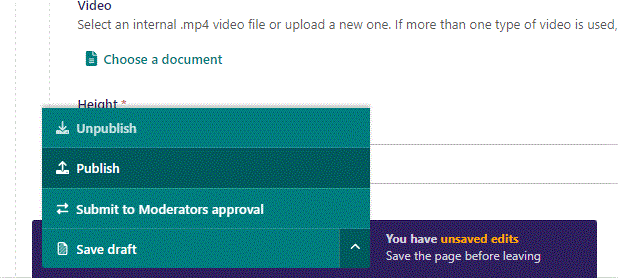 Video
Select an internal .mp4 video file or upload a new one. If more than one type of video is used,
Choose a document
Height *
Unpublish
Publish
Submit to Moderators approval
Save draft
You have unsaved edits
Save the page before leaving